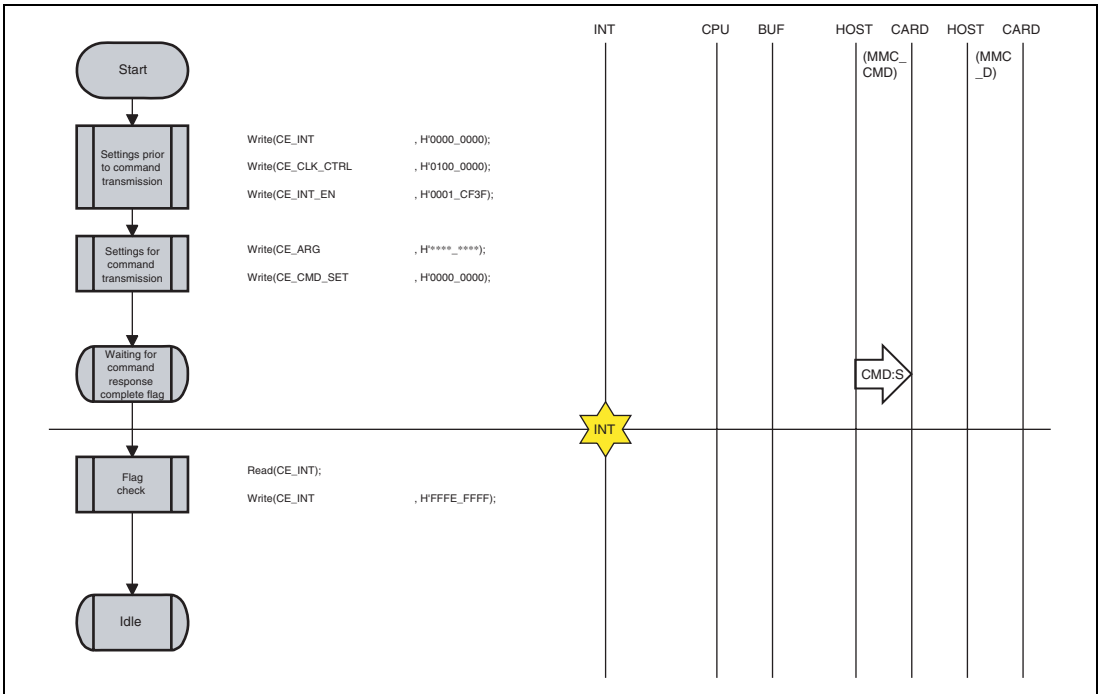 INT CPU BUF HOST CARD HOST CARD
(MMC_
CMD)
(MMC
_D)
Start
Settings prior
to command
transmission
Write(CE_INT , H'0000_0000);
Write(CE_CLK_CTRL , H'0100_0000);
Write(CE_INT_EN , H'0001_CF3F);
Settings for
command
transmission
Write(CE_ARG , H'****_****);
Write(CE_CMD_SET , H'0000_0000);
Waiting for
command
response
complete flag
CMD:S
INT
Flag
check
Read(CE_INT);
Write(CE_INT , H'FFFE_FFFF);
Idle